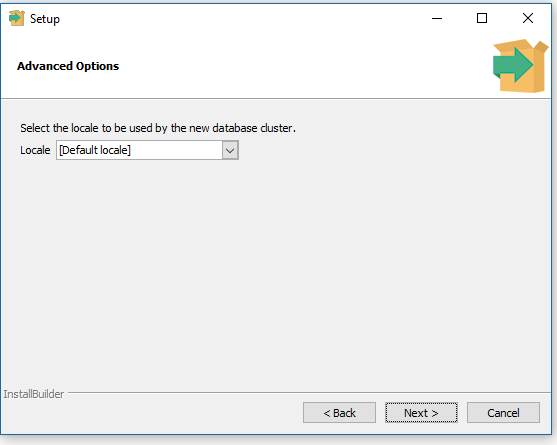 Setup
Advanced Options
Select the locale to be used by the new database cluster.
Locale [Default locale]
InstallBuilder
< Back Next > Cancel